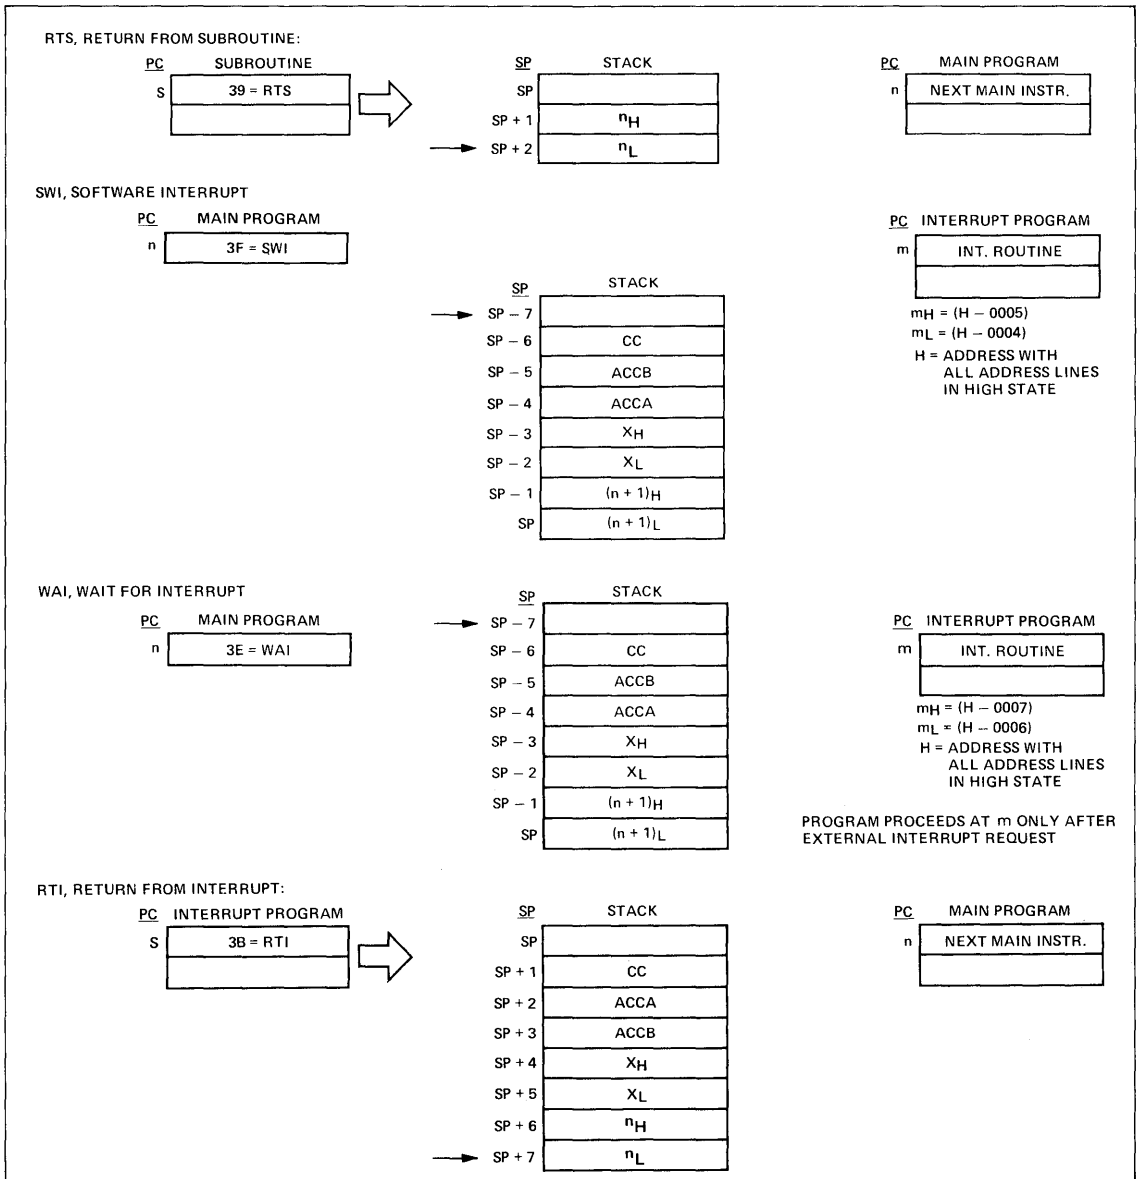 RTS, RETURN FROM SUBROUTINE:
PC SUBROUTINE
S 39 = RTS
SP STACK
SP
SP + 1 nH
SP + 2 nL
PC MAIN PROGRAM
n NEXT MAIN INSTR.
SWI, SOFTWARE INTERRUPT
PC MAIN PROGRAM
n 3F = SWI
SP STACK
SP – 7
SP – 6 CC
SP – 5 ACCB
SP – 4 ACCA
SP – 3 XH
SP – 2 XL
SP – 1 (n + 1)H
SP (n + 1)L
PC INTERRUPT PROGRAM
m INT. ROUTINE
mH = (H – 0005)
mL = (H – 0004)
H = ADDRESS WITH
ALL ADDRESS LINES
IN HIGH STATE
WAI, WAIT FOR INTERRUPT
PC MAIN PROGRAM
n 3E = WAI
SP STACK
SP – 7
SP – 6 CC
SP – 5 ACCB
SP – 4 ACCA
SP – 3 XH
SP – 2 XL
SP – 1 (n + 1)H
SP (n + 1)L
PC INTERRUPT PROGRAM
m INT. ROUTINE
mH = (H – 0007)
mL = (H – 0006)
H = ADDRESS WITH
ALL ADDRESS LINES
IN HIGH STATE
PROGRAM PROCEEDS AT m ONLY AFTER
EXTERNAL INTERRUPT REQUEST
RTI, RETURN FROM INTERRUPT:
PC INTERRUPT PROGRAM
S 3B = RTI
SP STACK
SP
SP + 1 CC
SP + 2 ACCA
SP + 3 ACCB
SP + 4 XH
SP + 5 XL
SP + 6 nH
SP + 7 nL
PC MAIN PROGRAM
n NEXT MAIN INSTR.